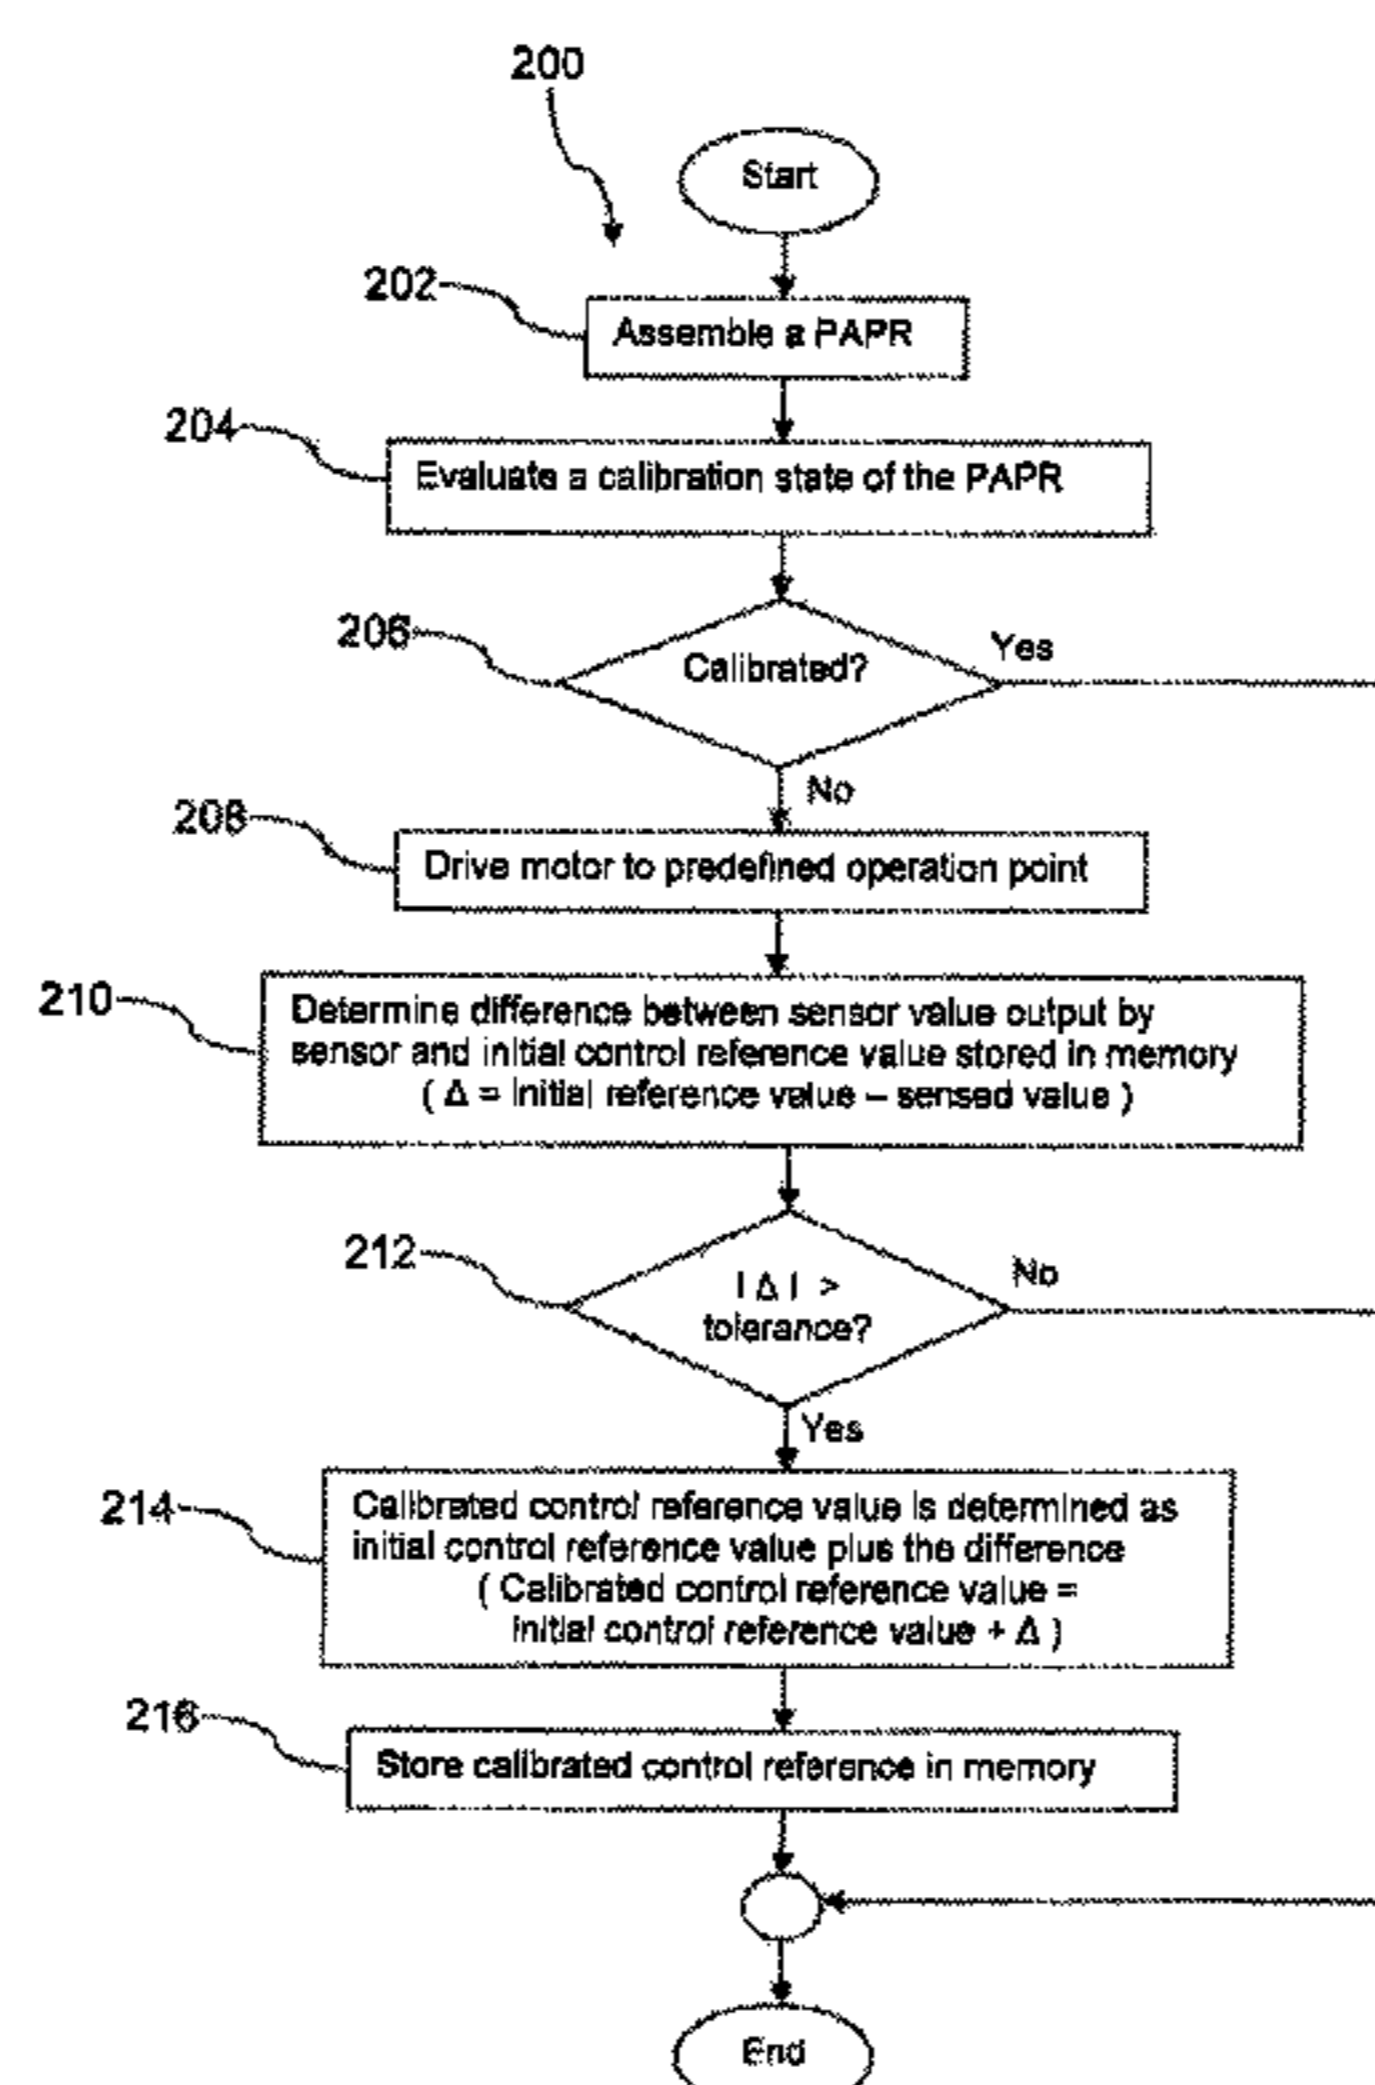 200
Start
202
Assemble a PAPR
204
Evaluate a calibration state of the PAPR
206
Calibrated?
Yes
No
208
Drive motor to predefined operation point
210
Determine difference between sensor value output by
sensor and initial control reference value stored in memory
( Δ = Initial reference value – sensed value )
212
| Δ | >
tolerance?
No
Yes
214
Calibrated control reference value is determined as
initial control reference value plus the difference
( Calibrated control reference value =
initial control reference value + Δ )
216
Store calibrated control reference in memory
End